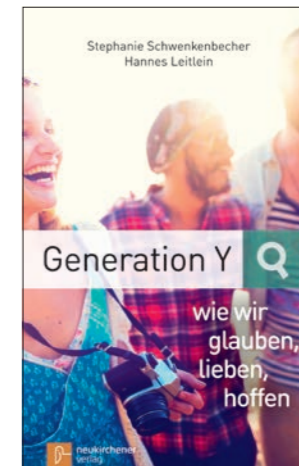 Stephanie Schwenkenbecher
Hannes Leitlein
Generation Y
wie wir
glauben,
lieben,
hoffen
neukirchener
verlag